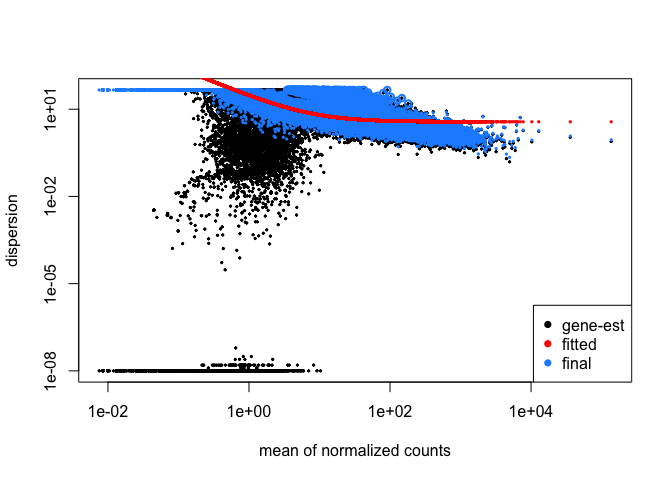 1e+01
1e-02
1e-05
1e-08
dispersion
gene-est
fitted
final
1e-02 1e+00 1e+02 1e+04
mean of normalized counts